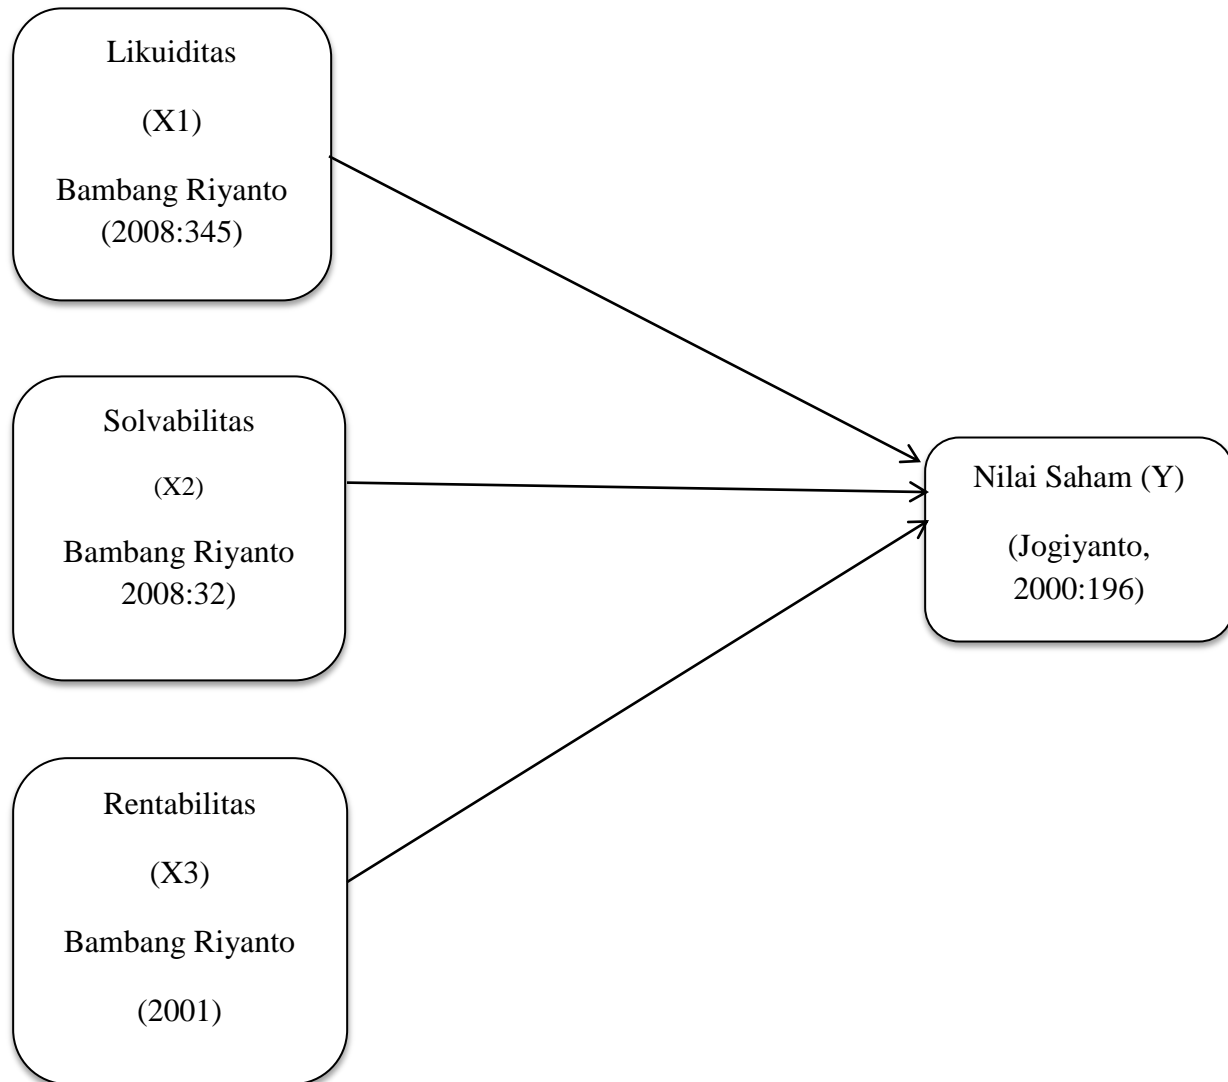 Likuiditas
(X1)
Bambang Riyanto
(2008:345)
Solvabilitas
(X2)
Bambang Riyanto
2008:32)
Rentabilitas
(X3)
Bambang Riyanto
(2001)
Nilai Saham (Y)
(Jogiyanto,
2000:196)